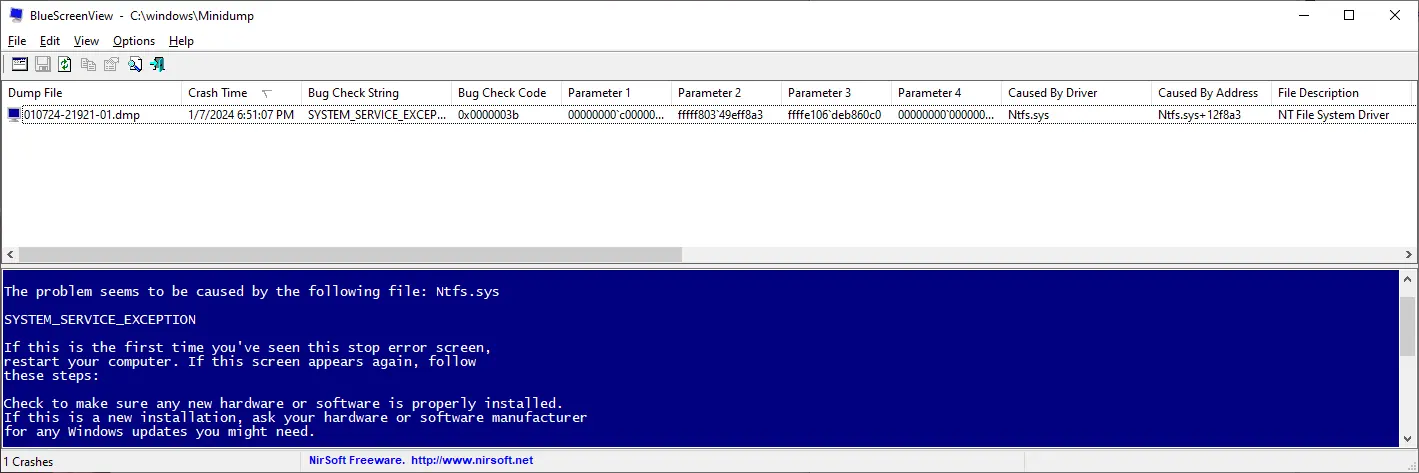 BlueScreenView - C:\windows\Minidump
File Edit View Options Help
Dump File Crash Time Bug Check String Bug Check Code Parameter 1 Parameter 2 Parameter 3 Parameter 4 Caused By Driver Caused By Address File Description
010724-21921-01.dmp 1/7/2024 6:51:07 PM SYSTEM_SERVICE_EXCEP... 0x0000003b 00000000`c00000... fffff803`49eff8a3 ffffe106`deb860c0 00000000`000000... Ntfs.sys Ntfs.sys+12f8a3 NT File System Driver
The problem seems to be caused by the following file: Ntfs.sys
SYSTEM_SERVICE_EXCEPTION
If this is the first time you've seen this stop error screen,
restart your computer. If this screen appears again, follow
these steps:
Check to make sure any new hardware or software is properly installed.
If this is a new installation, ask your hardware or software manufacturer
for any Windows updates you might need.
1 Crashes NirSoft Freeware. http://www.nirsoft.net